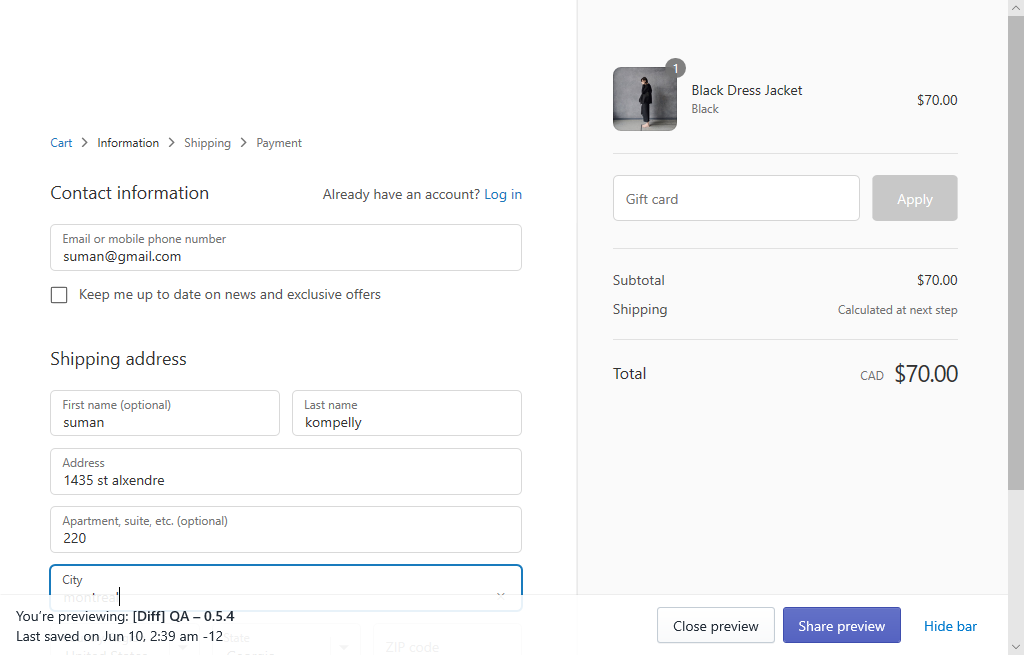 Cart > Information > Shipping > Payment
Contact information
Already have an account? Log in
Email or mobile phone number
suman@gmail.com
Keep me up to date on news and exclusive offers
Shipping address
First name (optional)
suman
Last name
kompelly
Address
1435 st alxendre
Apartment, suite, etc. (optional)
220
City
montreal
State
United States
Georgia
ZIP code
You're previewing: [Diff] QA – 0.5.4
Last saved on Jun 10, 2:39 am -12
Close preview
Share preview
Hide bar
1
Black Dress Jacket
Black
$70.00
Gift card
Apply
Subtotal
$70.00
Shipping
Calculated at next step
Total
CAD $70.00